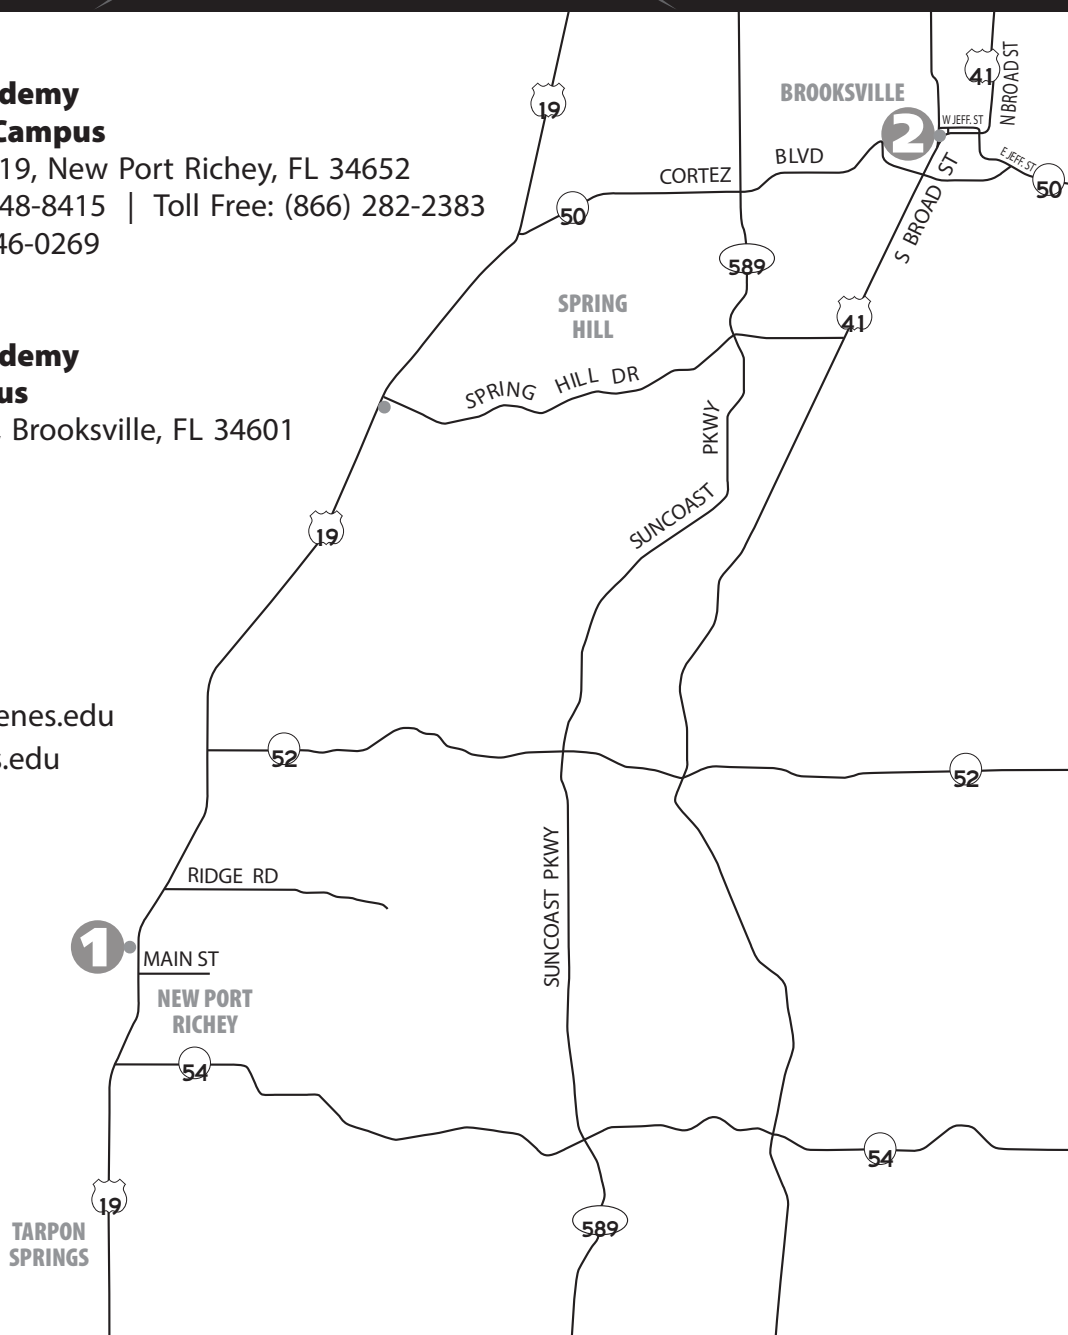 demy
Campus
19, New Port Richey, FL 34652
48-8415 | Toll Free: (866) 282-2383
46-0269
demy
us
, Brooksville, FL 34601
enes.edu
s.edu
19
41
N BROAD ST
BROOKSVILLE
2
W JEFF. ST
E JEFF. ST
50
CORTEZ BLVD
50
S BROAD ST
589
SPRING
HILL
41
SPRING HILL DR
SUNCOAST PKWY
19
52
52
SUNCOAST PKWY
RIDGE RD
1
MAIN ST
NEW PORT
RICHEY
54
54
19
589
TARPON
SPRINGS